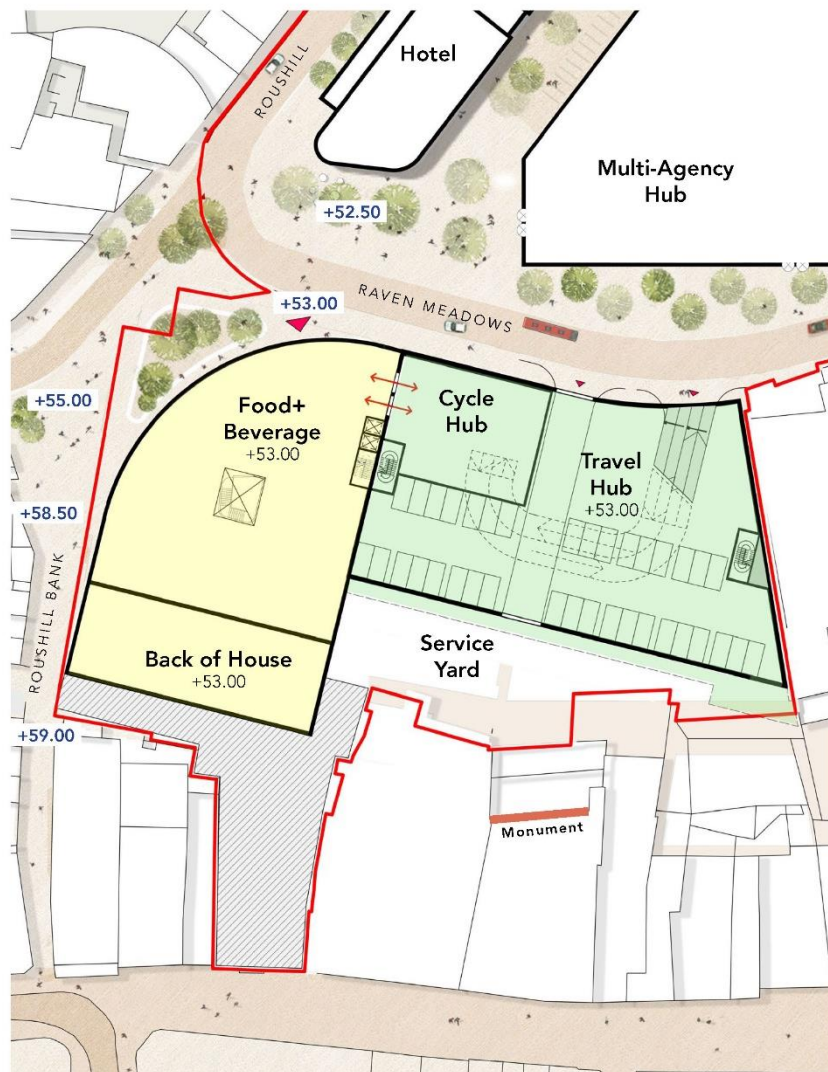 ROUSHILL
Hotel
Multi-Agency
Hub
+52.50
RAVEN MEADOWS
+53.00
+55.00
Food+
Beverage
+53.00
Cycle
Hub
Travel
Hub
+53.00
+58.50
ROUSHILL BANK
Back of House
+53.00
Service
Yard
+59.00
Monument